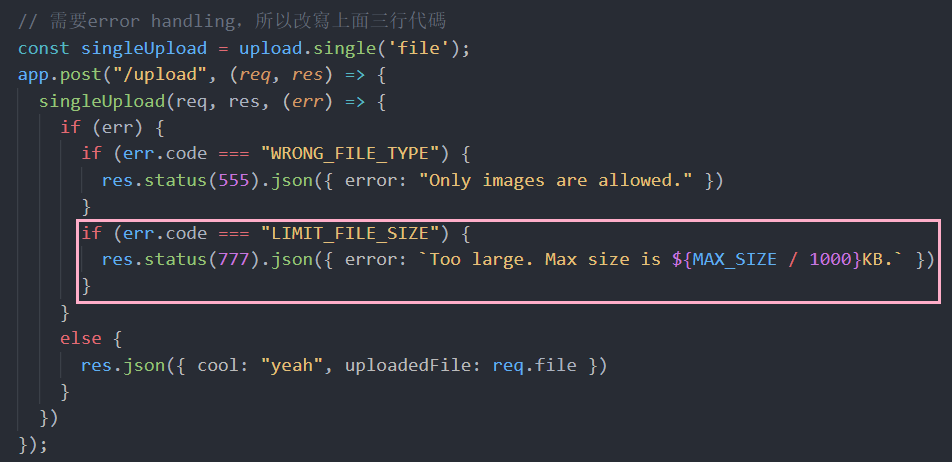 // 需要error handling，所以改寫上面三行代碼
const singleUpload = upload.single('file');
app.post("/upload", (req, res) => {
singleUpload(req, res, (err) => {
if (err) {
if (err.code === "WRONG_FILE_TYPE") {
res.status(555).json({ error: "Only images are allowed." })
}
if (err.code === "LIMIT_FILE_SIZE") {
res.status(777).json({ error: `Too large. Max size is ${MAX_SIZE / 1000}KB.` })
}
}
else {
res.json({ cool: "yeah", uploadedFile: req.file })
}
})
});